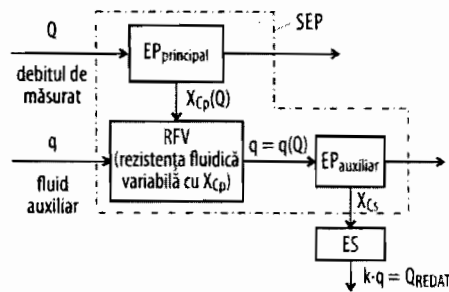 Q
SEP
EPprincipal
debitul de
măsurat
XCp(Q)
RFV
(rezistența fluidică
variabilă cu XCp)
q
q = q(Q)
EPauxiliar
fluid
auxiliar
XCs
ES
k·q = QREDAT